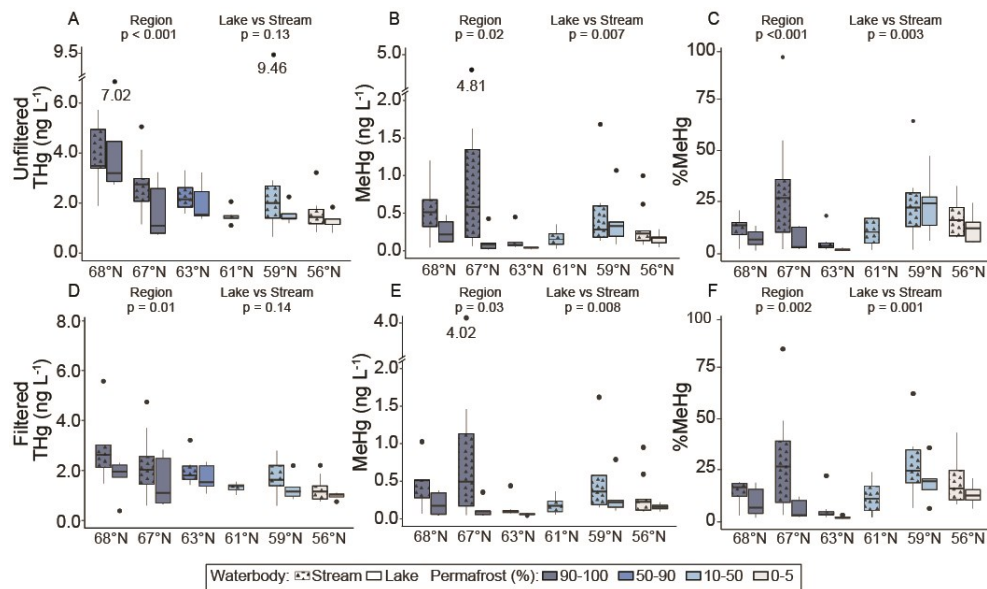 A Region Lake vs Stream
p < 0.001 p = 0.13
9.5
9.46
7.02
6.0
4.0
2.0
0.0
Unfiltered
THg (ng L⁻¹)
68°N 67°N 63°N 61°N 59°N 56°N
B Region Lake vs Stream
p = 0.02 p = 0.007
5.0
4.81
2.0
1.5
1.0
0.5
0.0
MeHg (ng L⁻¹)
68°N 67°N 63°N 61°N 59°N 56°N
C Region Lake vs Stream
p <0.001 p = 0.003
100
75
50
25
0
%MeHg
68°N 67°N 63°N 61°N 59°N 56°N
D Region Lake vs Stream
p = 0.01 p = 0.14
8.0
6.0
4.0
2.0
0.0
Filtered
THg (ng L⁻¹)
68°N 67°N 63°N 61°N 59°N 56°N
E Region Lake vs Stream
p = 0.03 p = 0.008
4.0
4.02
2.0
1.5
1.0
0.5
0.0
MeHg (ng L⁻¹)
68°N 67°N 63°N 61°N 59°N 56°N
F Region Lake vs Stream
p = 0.002 p = 0.001
100
75
50
25
0
%MeHg
68°N 67°N 63°N 61°N 59°N 56°N
Waterbody: Stream Lake Permafrost (%): 90-100 50-90 10-50 0-5